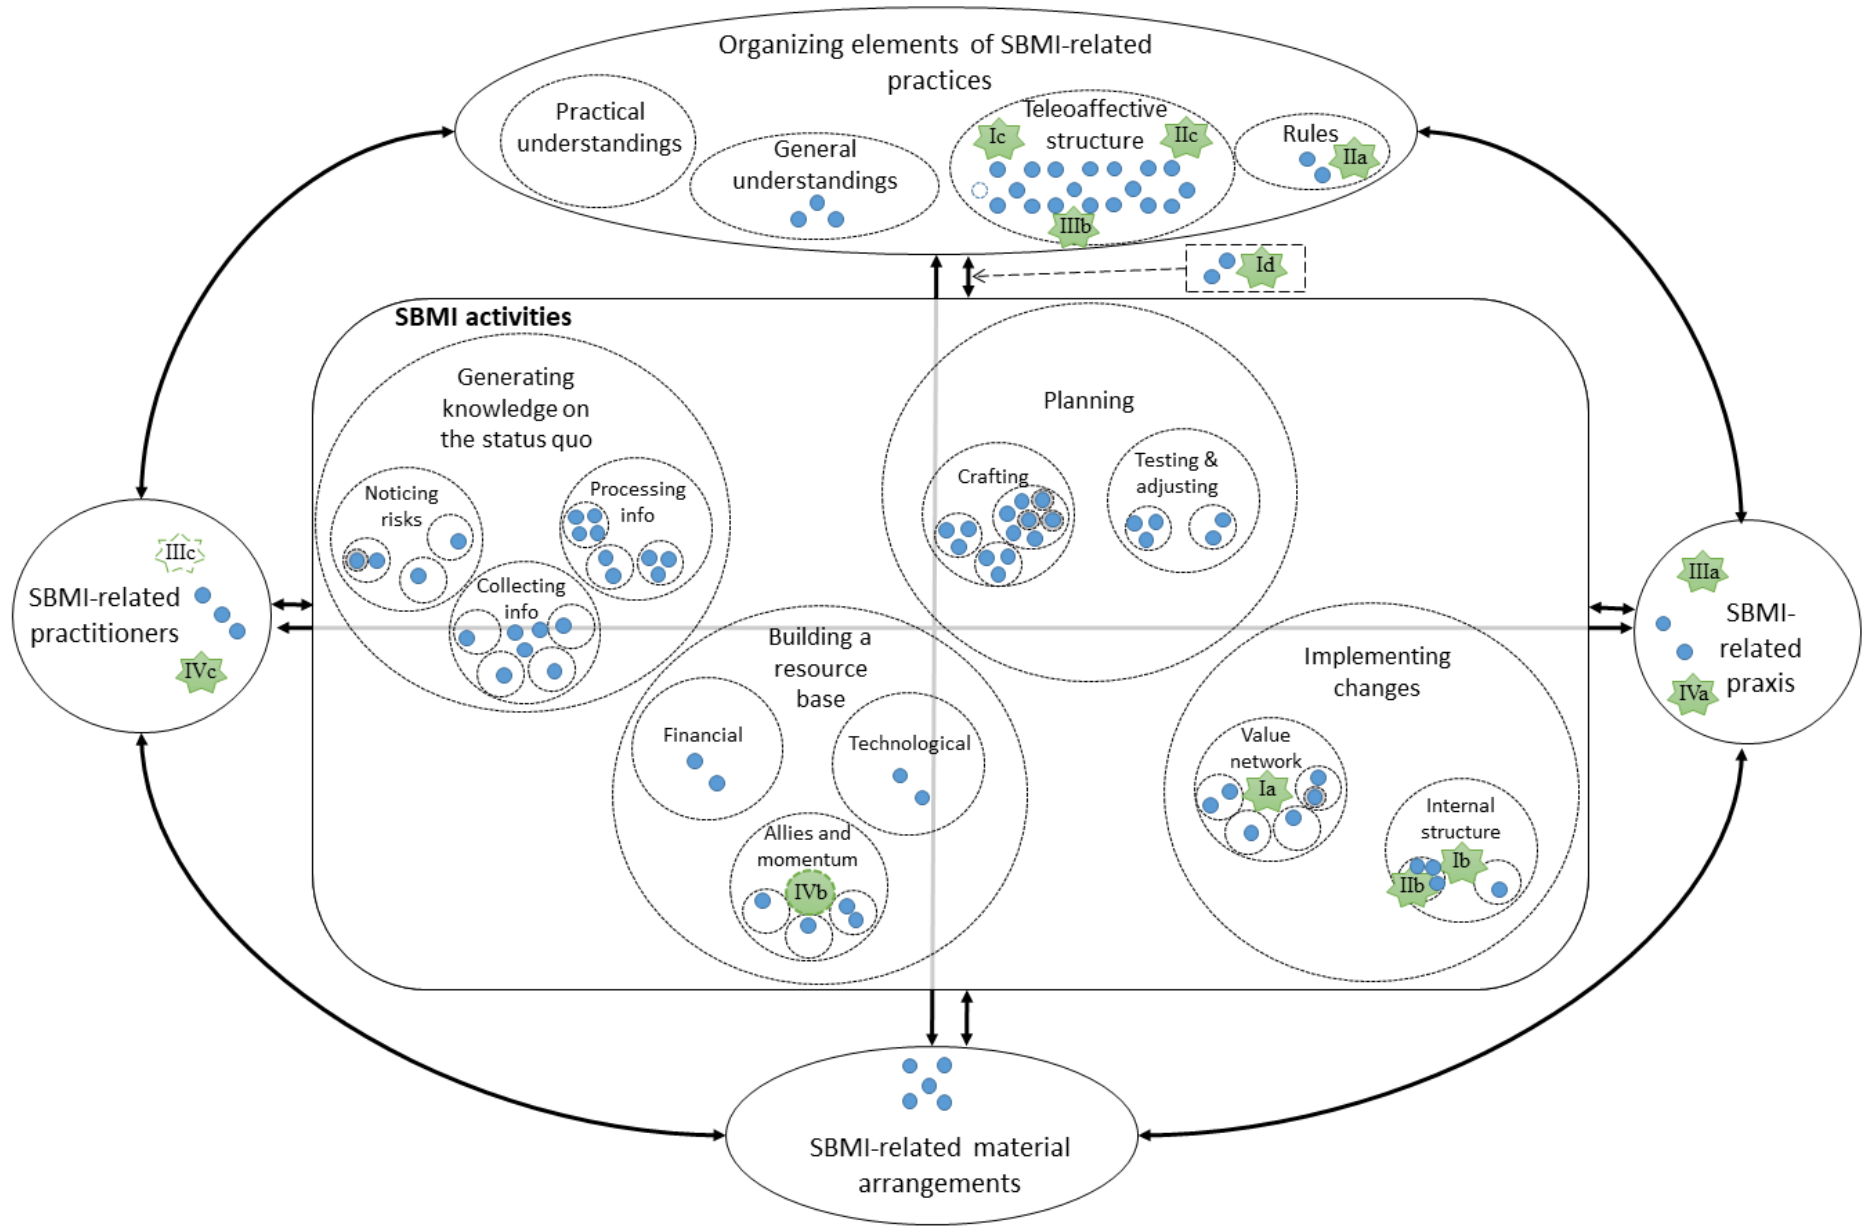 Organizing elements of SBMI-related
practices
Practical
understandings
General
understandings
Teleoaffective
structure
Ic
IIc
IIIb
Rules
IIa
Id
SBMI activities
Generating
knowledge on
the status quo
Noticing
risks
Processing
info
Collecting
info
Planning
Crafting
Testing &
adjusting
Building a
resource
base
Financial
Technological
Allies and
momentum
IVb
Implementing
changes
Value
network
Ia
Internal
structure
Ib
IIb
IIIc
SBMI-related
practitioners
IVc
IIIa
SBMI-
related
praxis
IVa
SBMI-related material
arrangements